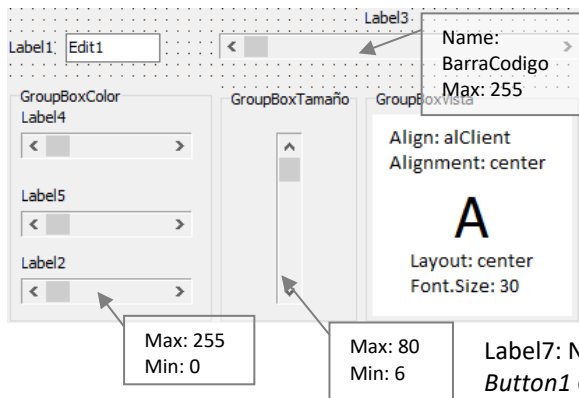 Label3
Label1
Edit1
Name:
BarraCodigo
Max: 255
GroupBoxColor
Label4
Label5
Label2
GroupBoxTamaño
GroupBoxVista
Align: alClient
Alignment: center
A
Layout: center
Font.Size: 30
Max: 255
Min: 0
Max: 80
Min: 6
Label7: N
Button1